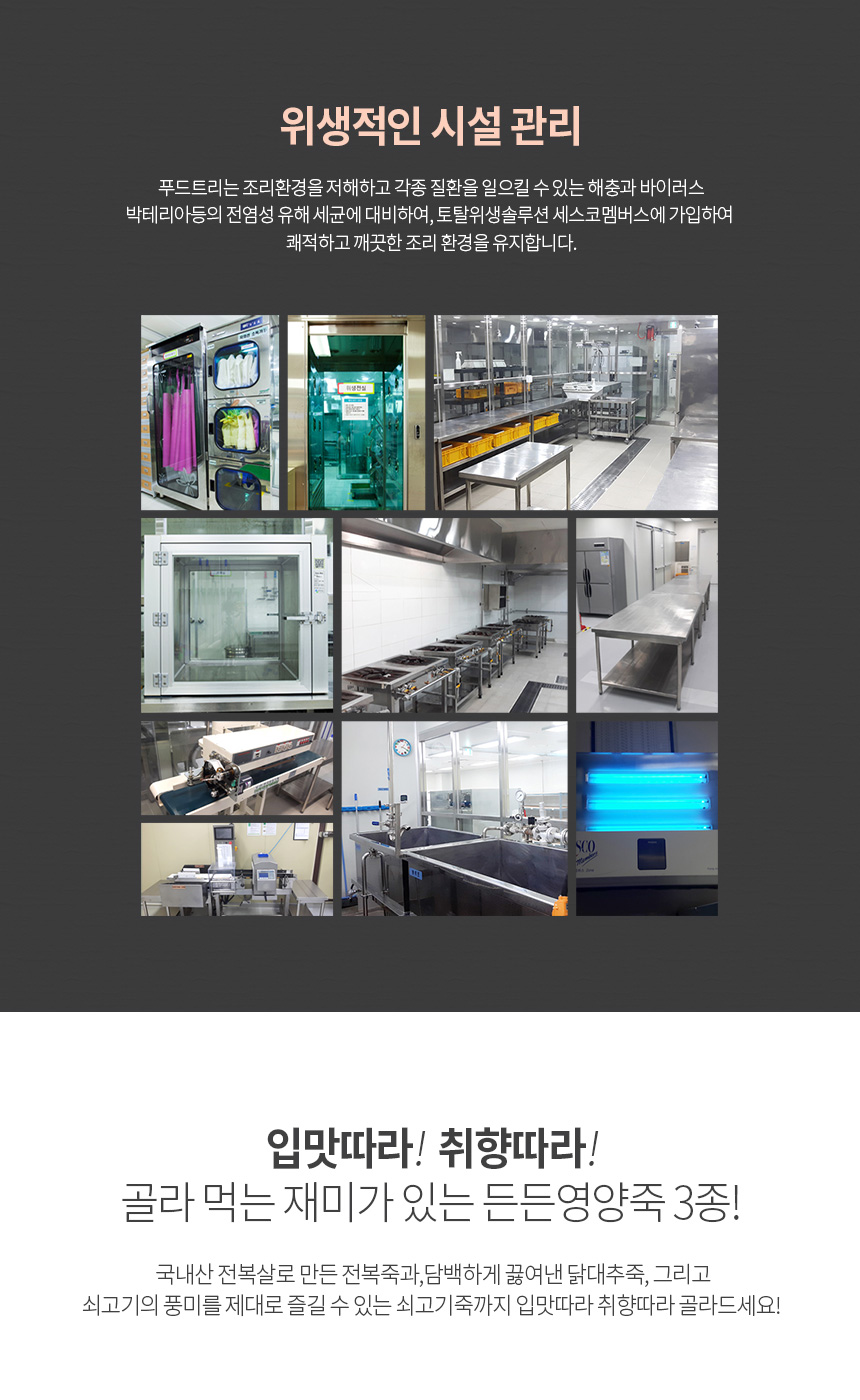 위생적인 시설 관리
푸드트리는 조리환경을 저해하고 각종 질환을 일으킬 수 있는 해충과 바이러스
박테리아등의 전염성 유해 세균에 대비하여, 토탈위생솔루션 세스코멤버스에 가입하여
쾌적하고 깨끗한 조리 환경을 유지합니다.
위생전실
SCO
입맛따라! 취향따라!
골라 먹는 재미가 있는 든든영양죽 3종!
국내산 전복살로 만든 전복죽과,담백하게 끓여낸 닭대추죽, 그리고
쇠고기의 풍미를 제대로 즐길 수 있는 쇠고기죽까지 입맛따라 취향따라 골라드세요!